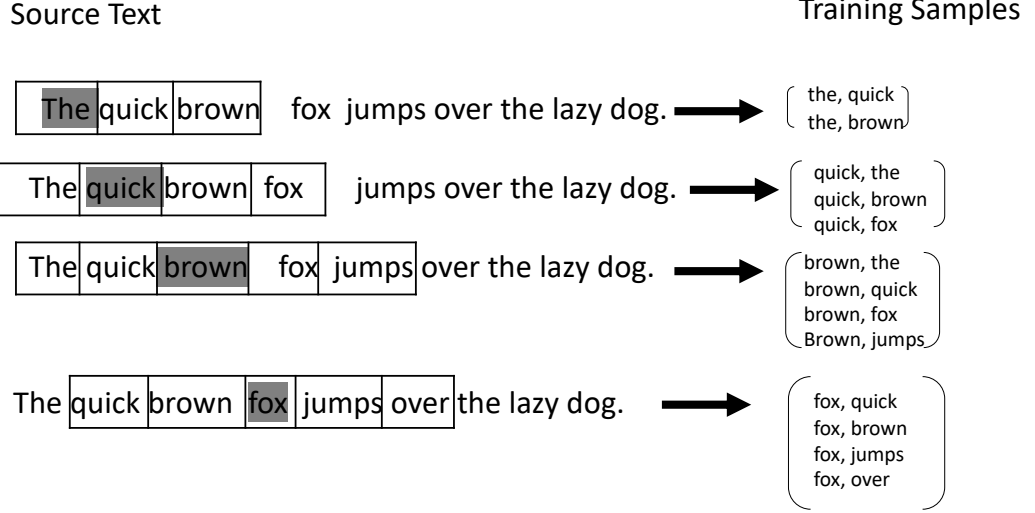 Source Text
Training Samples
The quick brown fox jumps over the lazy dog.
the, quick
the, brown
The quick brown fox jumps over the lazy dog.
quick, the
quick, brown
quick, fox
The quick brown fox jumps over the lazy dog.
brown, the
brown, quick
brown, fox
Brown, jumps
The quick brown fox jumps over the lazy dog.
fox, quick
fox, brown
fox, jumps
fox, over